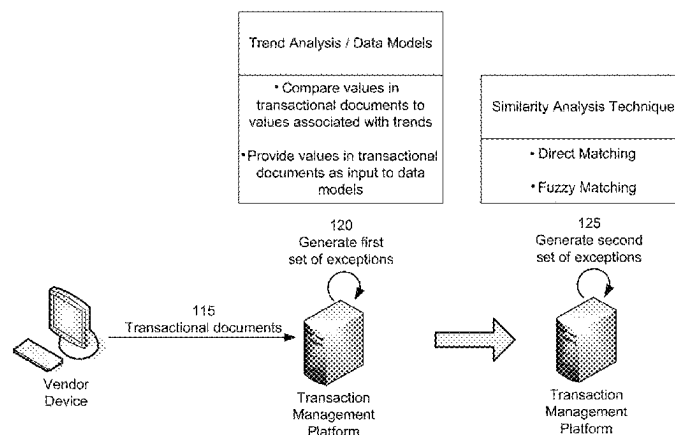 Trend Analysis / Data Models
• Compare values in
transactional documents to
values associated with trends
• Provide values in transactional
documents as input to data
models
Similarity Analysis Technique
• Direct Matching
• Fuzzy Matching
120
Generate first
set of exceptions
125
Generate second
set of exceptions
115
Transactional documents
Vendor
Device
Transaction
Management
Platform
Transaction
Management
Platform